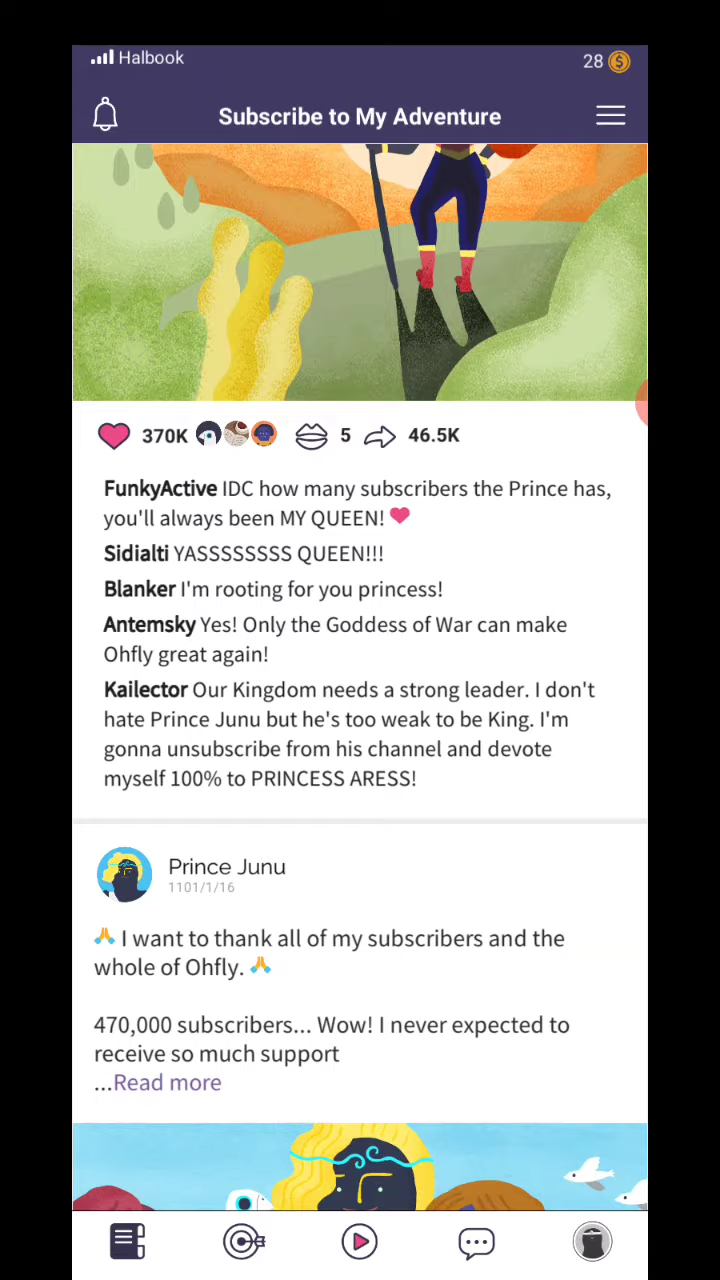 Halbook
28
Subscribe to My Adventure
370K
5
46.5K
FunkyActive IDC how many subscribers the Prince has,
you'll always been MY QUEEN!
Sidialti YASSSSSSSS QUEEN!!!
Blanker I'm rooting for you princess!
Antemsky Yes! Only the Goddess of War can make
Ohfly great again!
Kailector Our Kingdom needs a strong leader. I don't
hate Prince Junu but he's too weak to be King. I'm
gonna unsubscribe from his channel and devote
myself 100% to PRINCESS ARESS!
Prince Junu
1101/1/16
🙏 I want to thank all of my subscribers and the
whole of Ohfly. 🙏
470,000 subscribers... Wow! I never expected to
receive so much support
...Read more